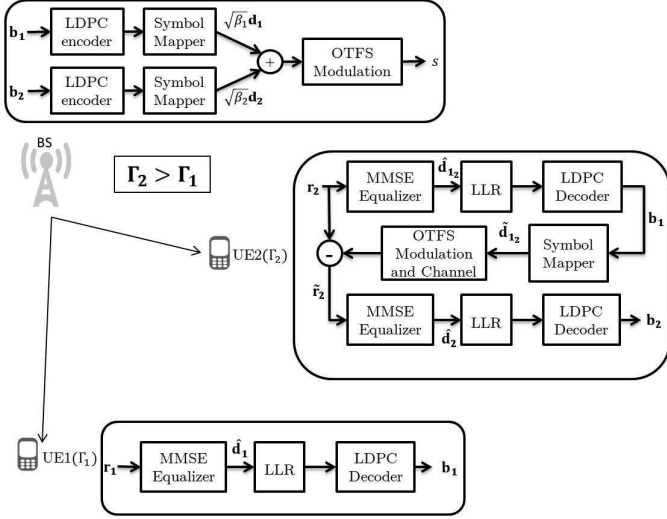 b₁
LDPC
encoder
Symbol
Mapper
√β₁d₁
b₂
LDPC
encoder
Symbol
Mapper
√β₂d₂
+
OTFS
Modulation
s
BS
Γ₂ > Γ₁
UE2(Γ₂)
r₂
MMSE
Equalizer
d̂₁₂
LLR
LDPC
Decoder
b₁
Symbol
Mapper
d̃₁₂
OTFS
Modulation
and Channel
-
r̃₂
MMSE
Equalizer
d̂₂
LLR
LDPC
Decoder
b₂
UE1(Γ₁)
r₁
MMSE
Equalizer
d̂₁
LLR
LDPC
Decoder
b₁